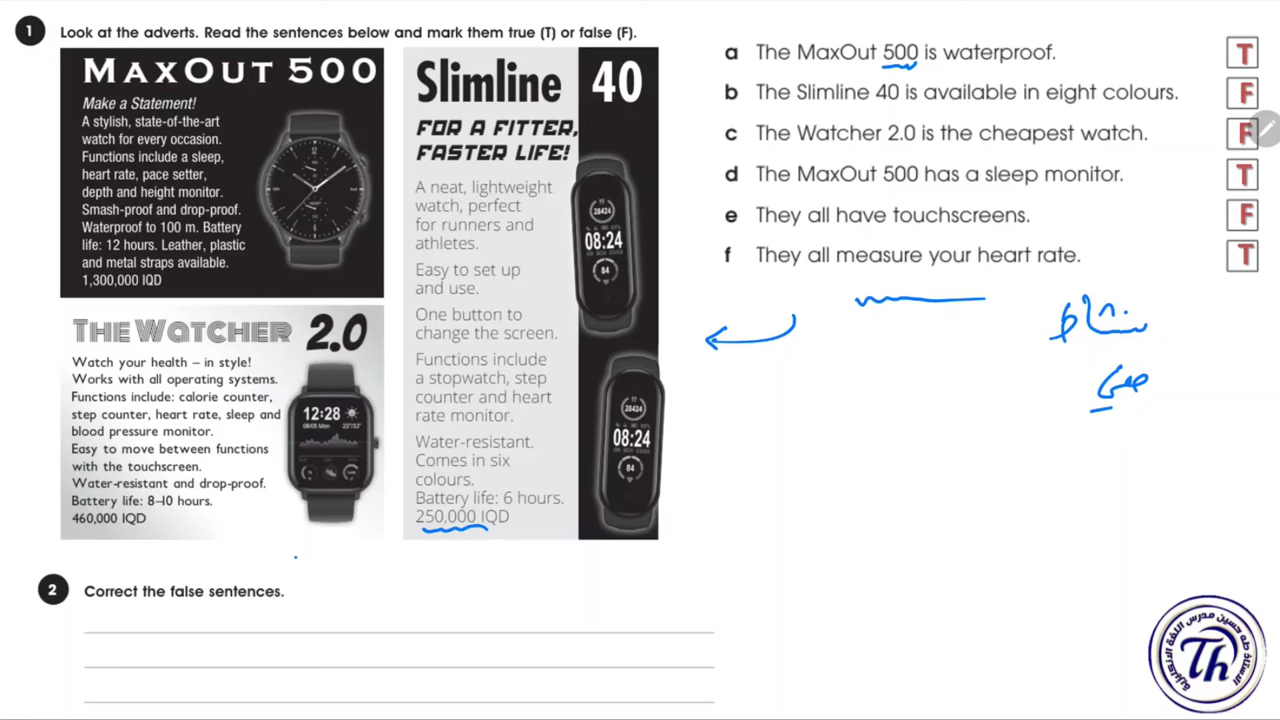 1 Look at the adverts. Read the sentences below and mark them true (T) or false (F).
MAXOUT 500
Make a Statement!
A stylish, state-of-the-art
watch for every occasion.
Functions include a sleep,
heart rate, pace setter,
depth and height monitor.
Smash-proof and drop-proof.
Waterproof to 100 m. Battery
life: 12 hours. Leather, plastic
and metal straps available.
1,300,000 IQD
THE WATCHER 2.0
Watch your health – in style!
Works with all operating systems.
Functions include: calorie counter,
step counter, heart rate, sleep and
blood pressure monitor.
Easy to move between functions
with the touchscreen.
Water-resistant and drop-proof.
Battery life: 8–10 hours.
460,000 IQD
12:28
Slimline 40
FOR A FITTER,
FASTER LIFE!
A neat, lightweight
watch, perfect
for runners and
athletes.
Easy to set up
and use.
One button to
change the screen.
Functions include
a stopwatch, step
counter and heart
rate monitor.
Water-resistant.
Comes in six
colours.
Battery life: 6 hours.
250,000 IQD
28424
08:24
84
28424
08:24
84
a The MaxOut 500 is waterproof. T
b The Slimline 40 is available in eight colours. F
c The Watcher 2.0 is the cheapest watch. F
d The MaxOut 500 has a sleep monitor. T
e They all have touchscreens. F
f They all measure your heart rate. T
2 Correct the false sentences.
الاستاذ طه حسين مدرس اللغة الانكليزية
Th